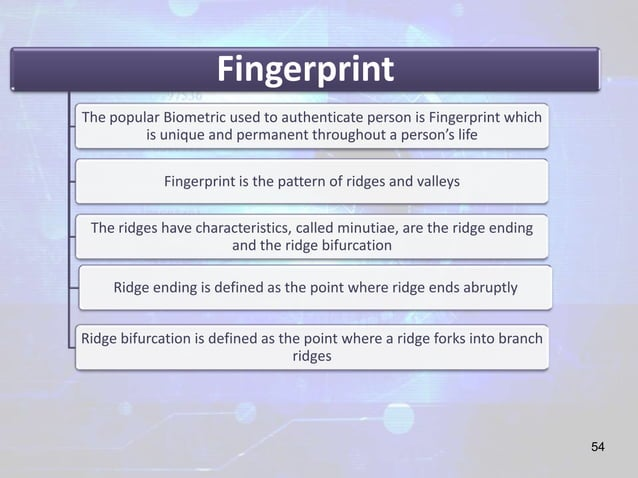 Fingerprint
The popular Biometric used to authenticate person is Fingerprint which
is unique and permanent throughout a person's life
Fingerprint is the pattern of ridges and valleys
The ridges have characteristics, called minutiae, are the ridge ending
and the ridge bifurcation
Ridge ending is defined as the point where ridge ends abruptly
Ridge bifurcation is defined as the point where a ridge forks into branch
ridges
54